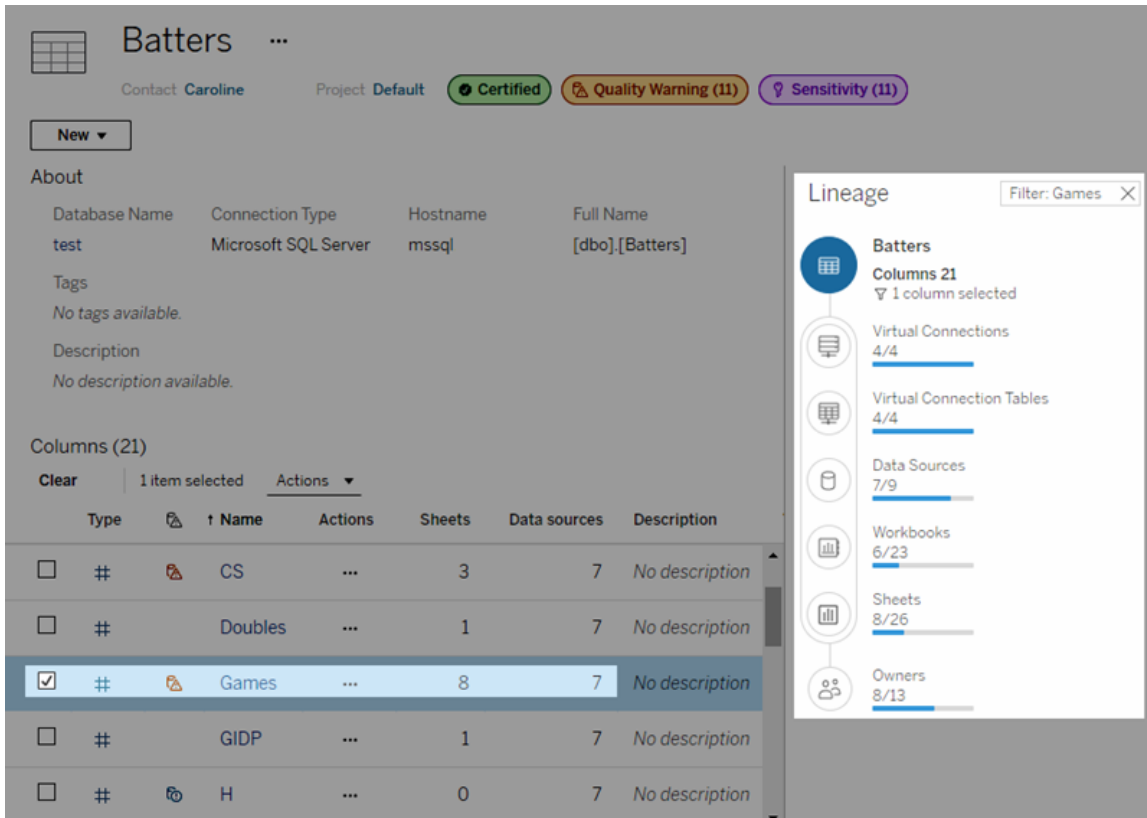 Batters ...
Contact Caroline Project Default Certified Quality Warning (11) Sensitivity (11)
New
About
Database Name Connection Type Hostname Full Name
test Microsoft SQL Server mssql [dbo].[Batters]
Tags
No tags available.
Description
No description available.
Columns (21)
Clear 1 item selected Actions
Type ↑ Name Actions Sheets Data sources Description
# CS ... 3 7 No description
# Doubles ... 1 7 No description
# Games ... 8 7 No description
# GIDP ... 1 7 No description
# H ... 0 7 No description
Lineage Filter: Games
Batters
Columns 21
1 column selected
Virtual Connections
4/4
Virtual Connection Tables
4/4
Data Sources
7/9
Workbooks
6/23
Sheets
8/26
Owners
8/13